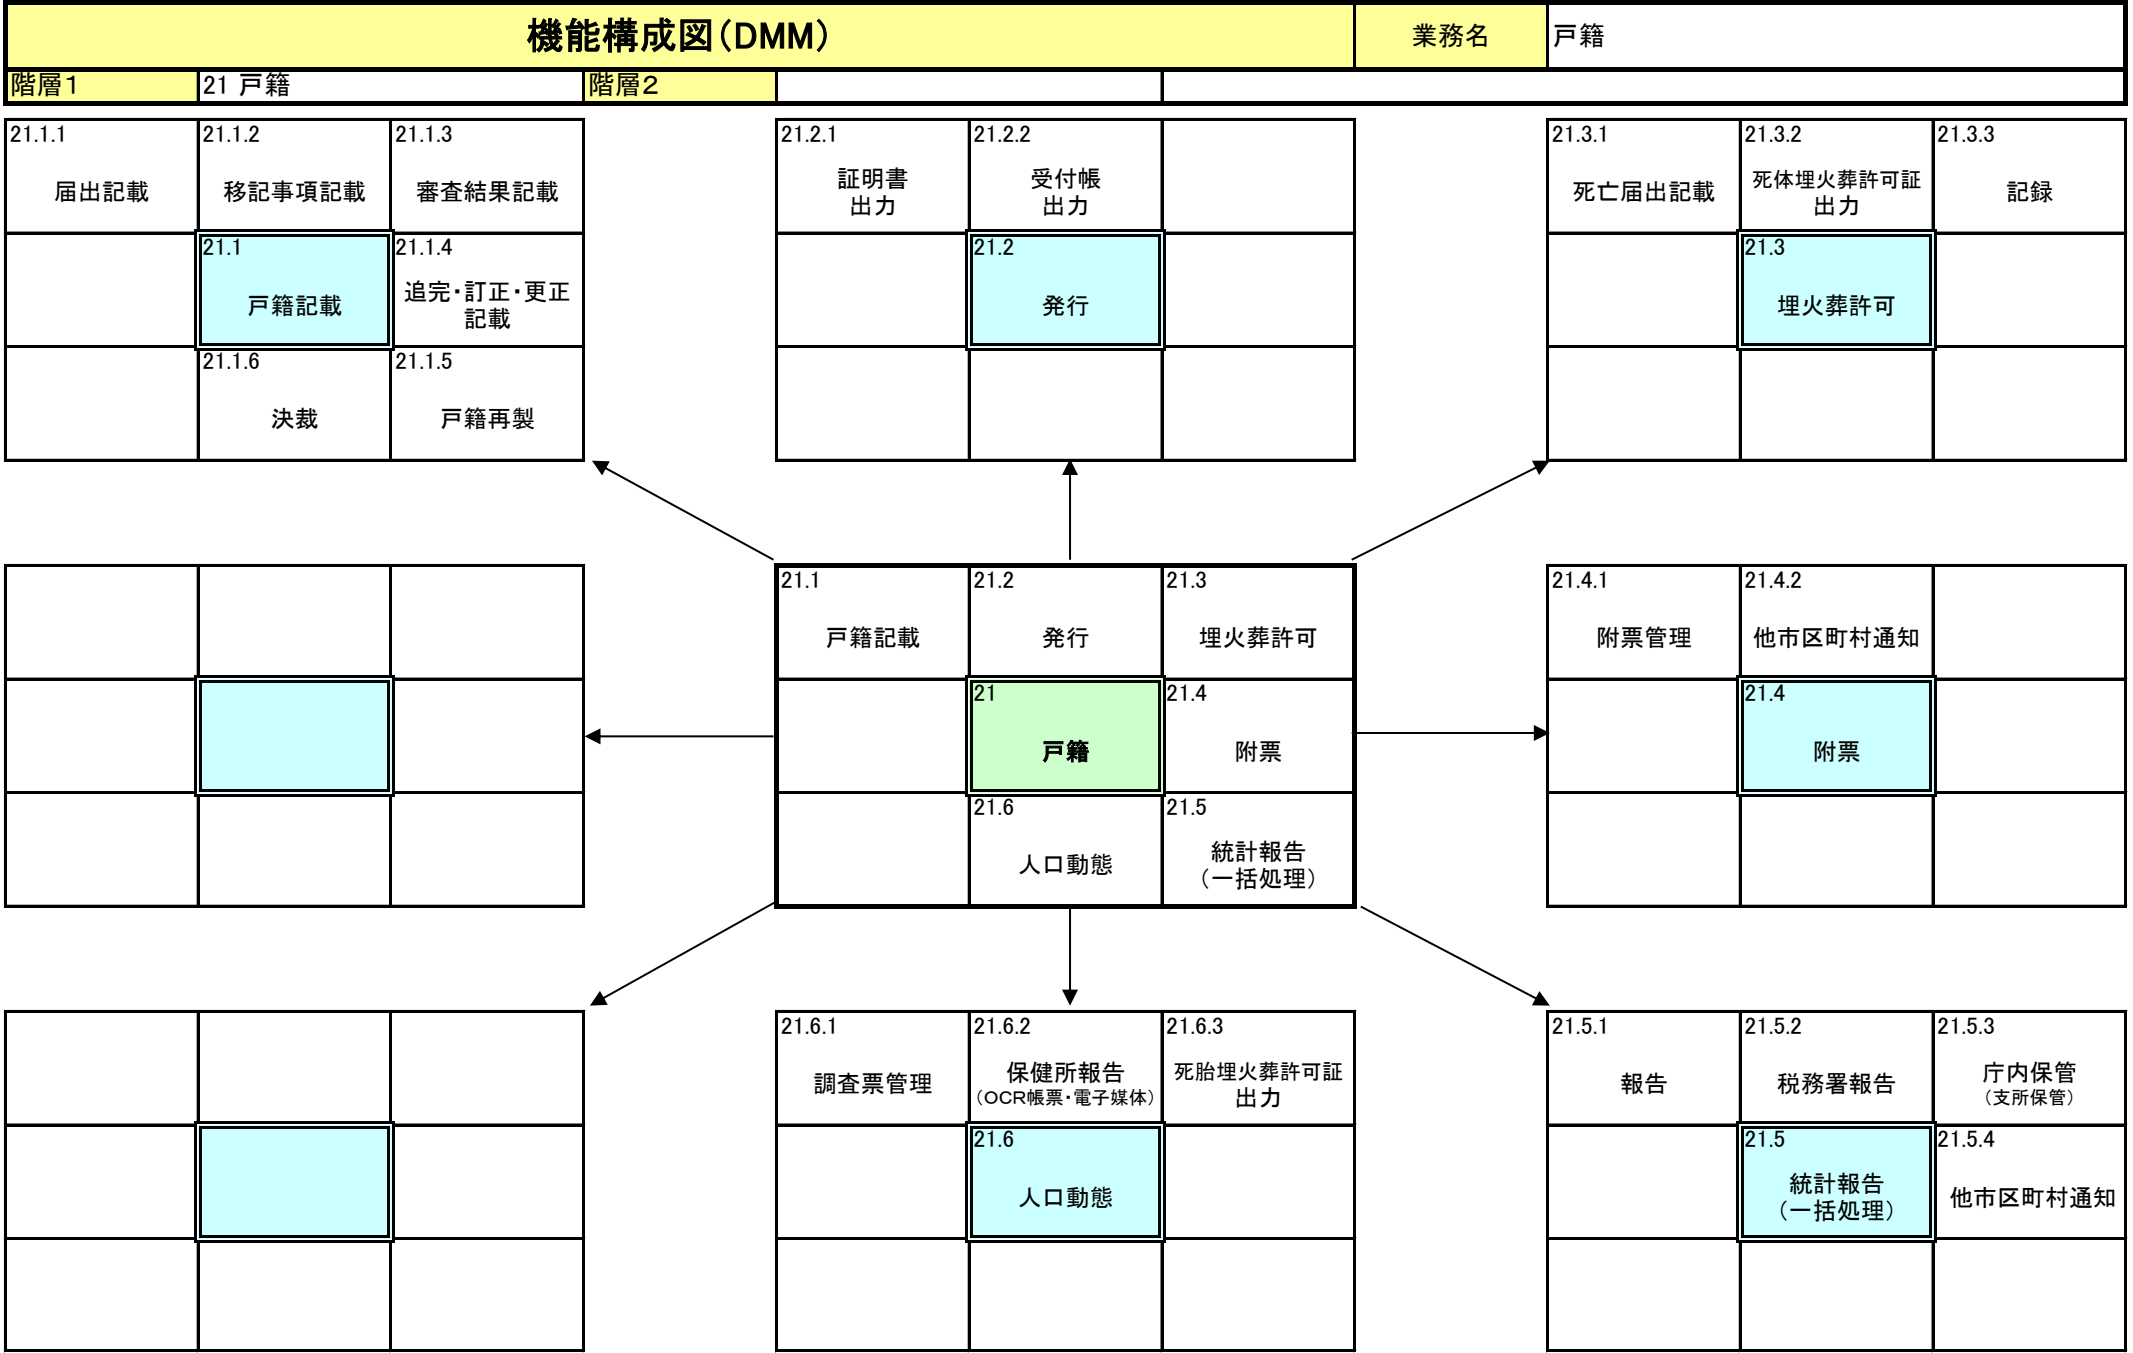 機能構成図(DMM)
業務名
戸籍
階層1
21 戸籍
階層2
21.1.1
届出記載
21.1.2
移記事項記載
21.1.3
審査結果記載
21.1
戸籍記載
21.1.4
追完・訂正・更正
記載
21.1.6
決裁
21.1.5
戸籍再製
21.2.1
証明書
出力
21.2.2
受付帳
出力
21.2
発行
21.3.1
死亡届出記載
21.3.2
死体埋火葬許可証
出力
21.3.3
記録
21.3
埋火葬許可
21.1
戸籍記載
21.2
発行
21.3
埋火葬許可
21
戸籍
21.4
附票
21.6
人口動態
21.5
統計報告
(一括処理)
21.4.1
附票管理
21.4.2
他市区町村通知
21.4
附票
21.6.1
調査票管理
21.6.2
保健所報告
(OCR帳票・電子媒体)
21.6.3
死胎埋火葬許可証
出力
21.6
人口動態
21.5.1
報告
21.5.2
税務署報告
21.5.3
庁内保管
(支所保管)
21.5
統計報告
(一括処理)
21.5.4
他市区町村通知